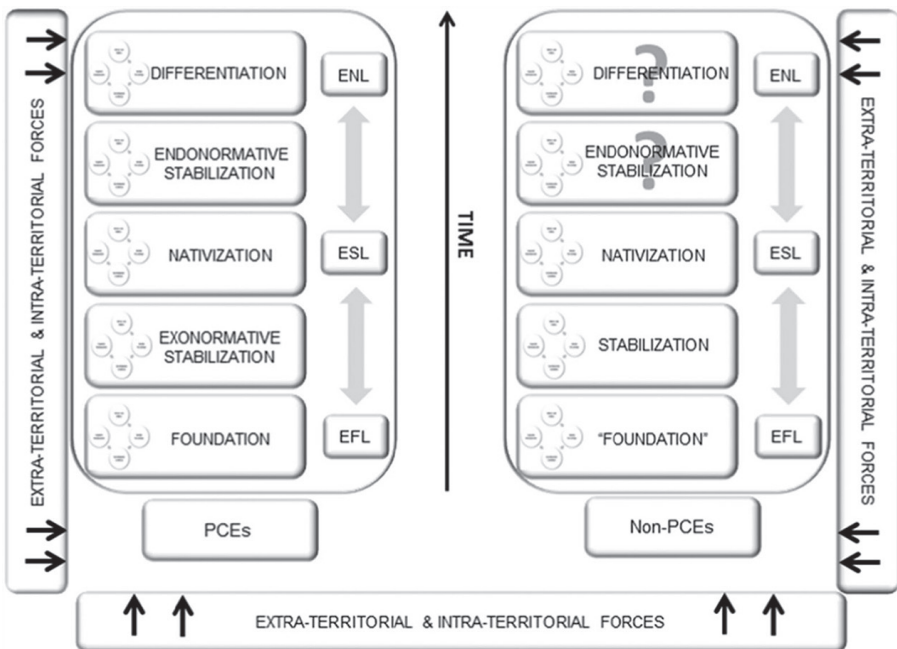 EXTRA-TERRITORIAL & INTRA-TERRITORIAL FORCES
DIFFERENTIATION
ENL
ENDONORMATIVE
STABILIZATION
NATIVIZATION
ESL
EXONORMATIVE
STABILIZATION
FOUNDATION
EFL
PCEs
TIME
?
DIFFERENTIATION
ENL
?
ENDONORMATIVE
STABILIZATION
NATIVIZATION
ESL
STABILIZATION
"FOUNDATION"
EFL
Non-PCEs
EXTRA-TERRITORIAL & INTRA-TERRITORIAL FORCES
EXTRA-TERRITORIAL & INTRA-TERRITORIAL FORCES